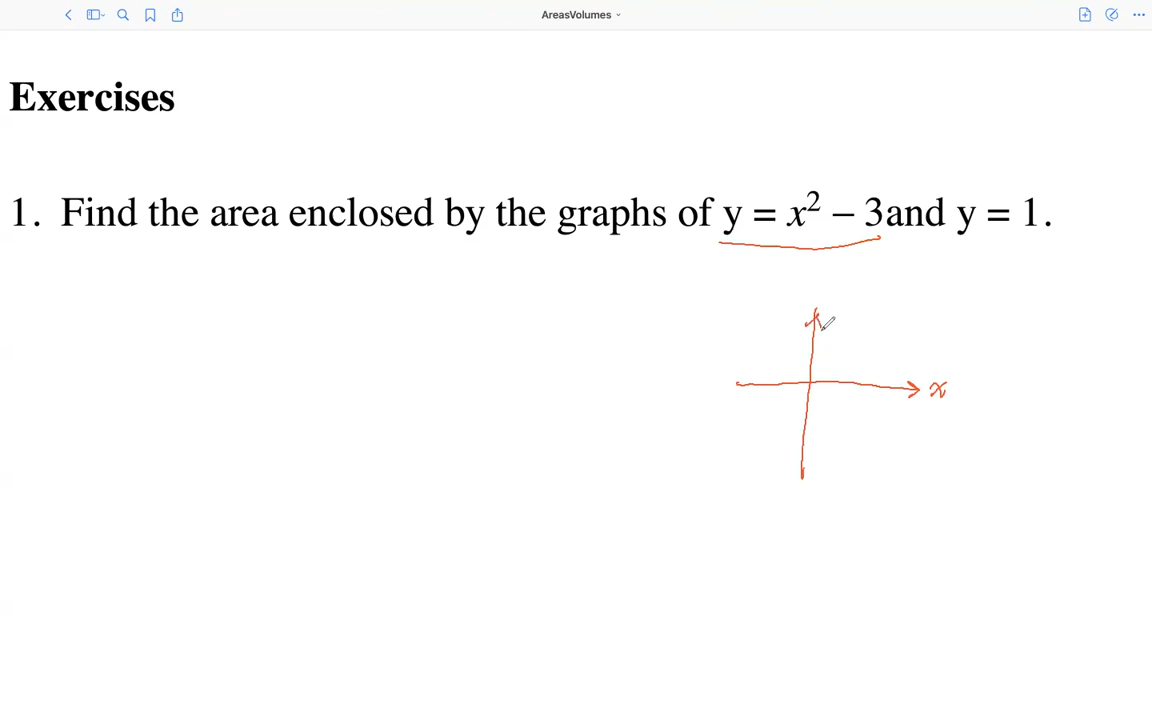 AreasVolumes
Exercises
1. Find the area enclosed by the graphs of y = x² – 3and y = 1.
x